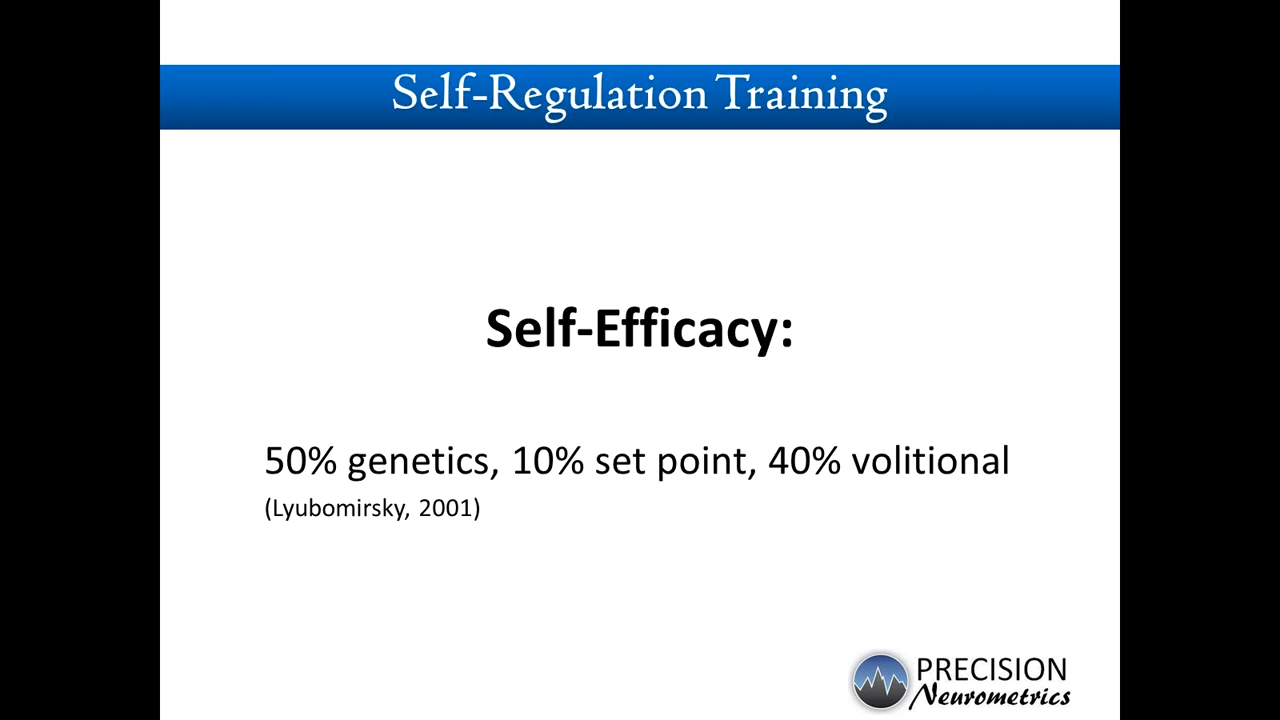 Self-Regulation Training
Self-Efficacy:
50% genetics, 10% set point, 40% volitional
(Lyubomirsky, 2001)
PRECISION
Neurometrics